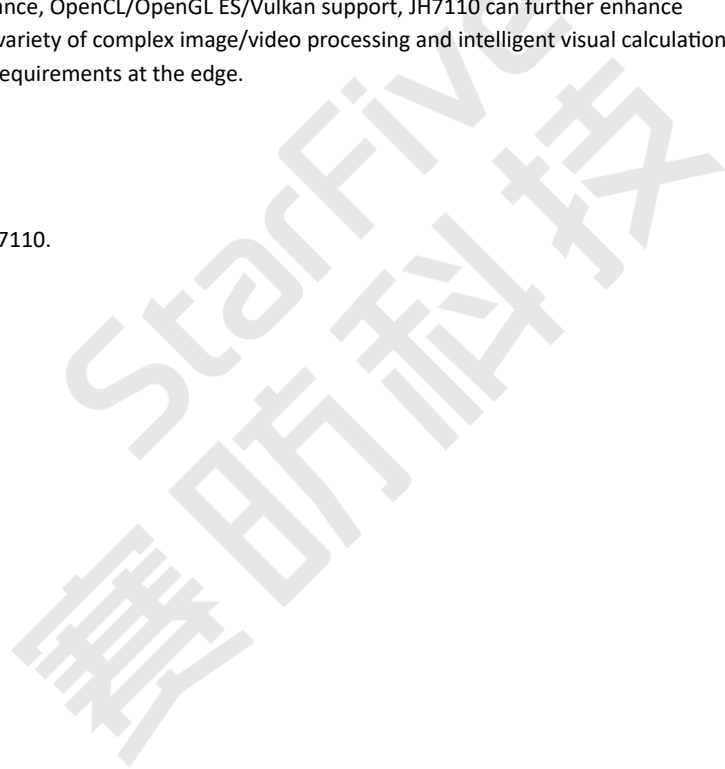 ance, OpenCL/OpenGL ES/Vulkan support, JH7110 can further enhance
variety of complex image/video processing and intelligent visual calculation
requirements at the edge.
7110.
StarFive
赛昉科技